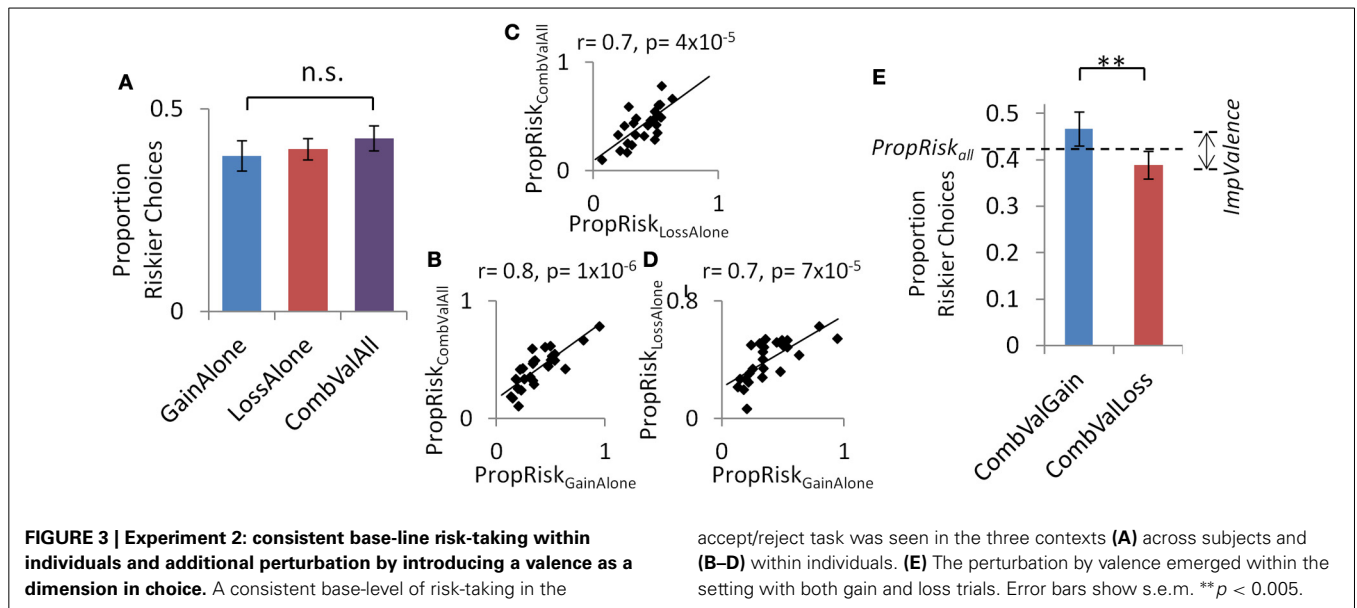 A
n.s.
0.5
0
Proportion
Riskier Choices
GainAlone
LossAlone
CombValAll
C
r= 0.7, p= 4x10-5
1
0
PropRiskCombValAll
0
1
PropRiskLossAlone
B
r= 0.8, p= 1x10-6
1
0
PropRiskCombValAll
0
1
PropRiskGainAlone
D
r= 0.7, p= 7x10-5
0.8
0
PropRiskLossAlone
0
1
PropRiskGainAlone
E
**
PropRiskall
ImpValence
0.5
0.4
0.3
0.2
0.1
0
Proportion
Riskier Choices
CombValGain
CombValLoss
FIGURE 3 | Experiment 2: consistent base-line risk-taking within
individuals and additional perturbation by introducing a valence as a
dimension in choice. A consistent base-level of risk-taking in the
accept/reject task was seen in the three contexts (A) across subjects and
(B–D) within individuals. (E) The perturbation by valence emerged within the
setting with both gain and loss trials. Error bars show s.e.m. **p < 0.005.